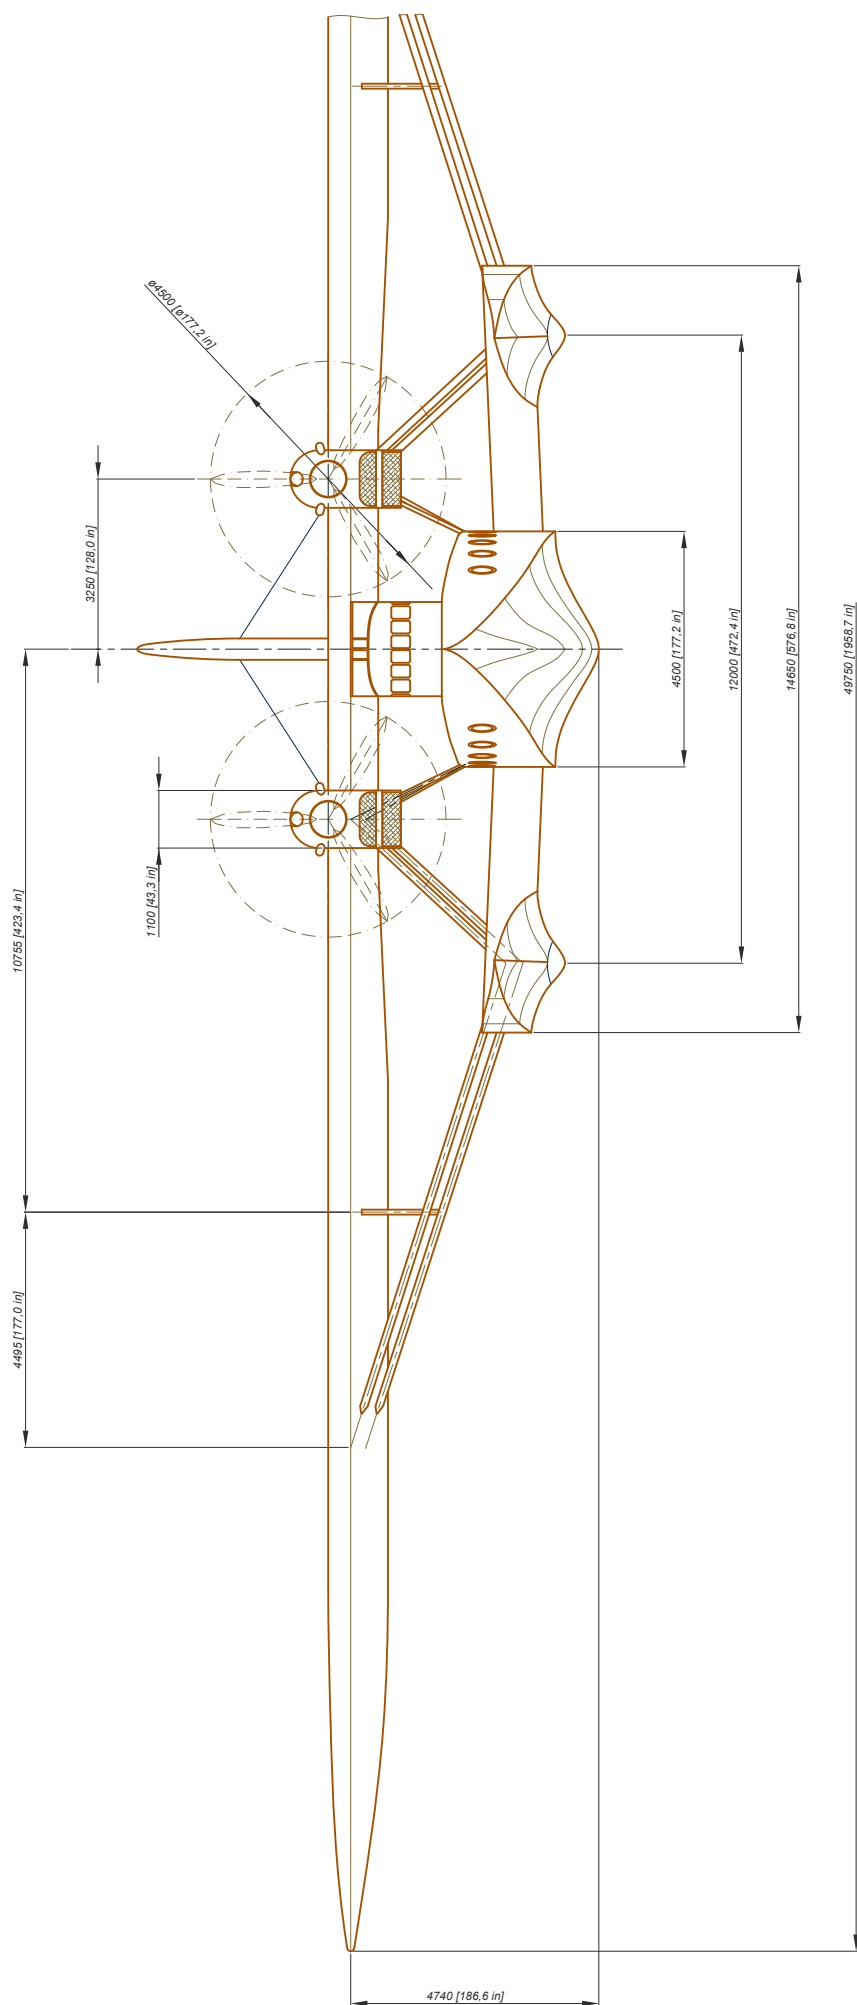 ø4500 [ø177,2 in]
3250 [128,0 in]
4500 [177,2 in]
12000 [472,4 in]
14650 [576,8 in]
49750 [1958,7 in]
1100 [43,3 in]
10755 [423,4 in]
4495 [177,0 in]
4740 [186,6 in]